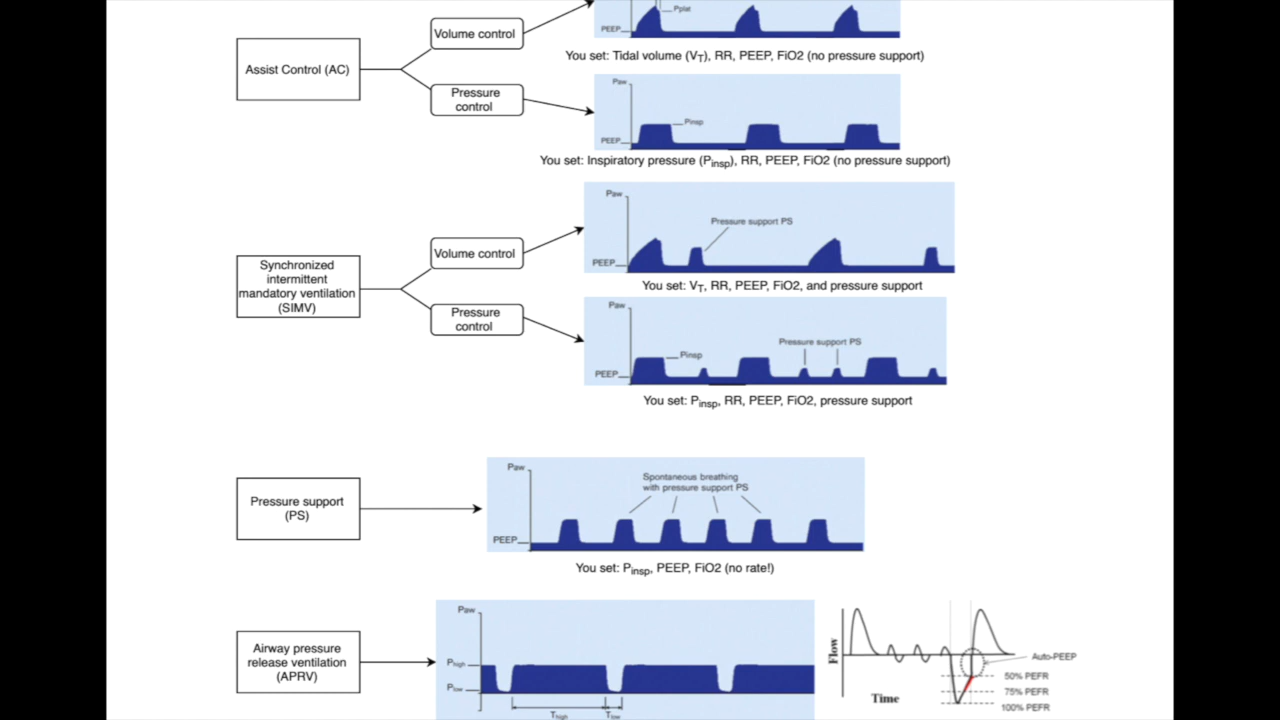 Pplat
Volume control
PEEP
You set: Tidal volume (VT), RR, PEEP, FiO2 (no pressure support)
Assist Control (AC)
Paw
Pressure
control
Pinsp
PEEP
You set: Inspiratory pressure (Pinsp), RR, PEEP, FiO2 (no pressure support)
Paw
Pressure support PS
Volume control
PEEP
You set: VT, RR, PEEP, FiO2, and pressure support
Synchronized
intermittent
mandatory ventilation
(SIMV)
Paw
Pressure
control
Pressure support PS
Pinsp
PEEP
You set: Pinsp, RR, PEEP, FiO2, pressure support
Paw
Spontaneous breathing
with pressure support PS
Pressure support
(PS)
PEEP
You set: Pinsp, PEEP, FiO2 (no rate!)
Paw
Airway pressure
release ventilation
(APRV)
Phigh
Plow
Thigh
Tlow
Flow
Time
Auto-PEEP
50% PEFR
75% PEFR
100% PEFR